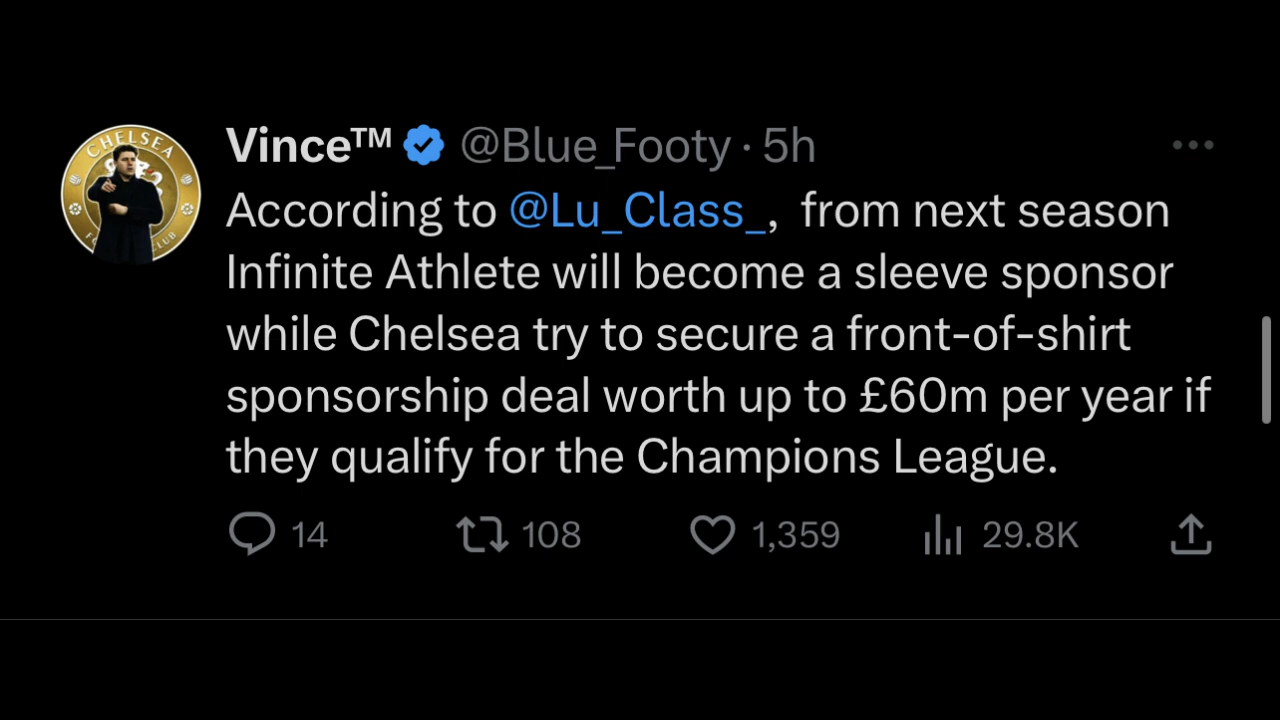 Vince™ @Blue_Footy · 5h
According to @Lu_Class_,  from next season
Infinite Athlete will become a sleeve sponsor
while Chelsea try to secure a front-of-shirt
sponsorship deal worth up to £60m per year if
they qualify for the Champions League.
14 108 1,359 29.8K
CHELSEA